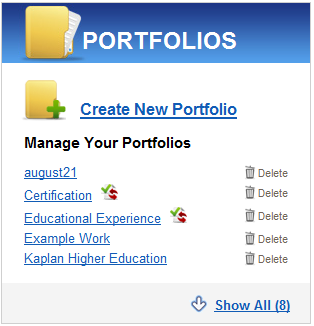 PORTFOLIOS
Create New Portfolio
Manage Your Portfolios
august21 Delete
Certification Delete
Educational Experience Delete
Example Work Delete
Kaplan Higher Education Delete
Show All (8)